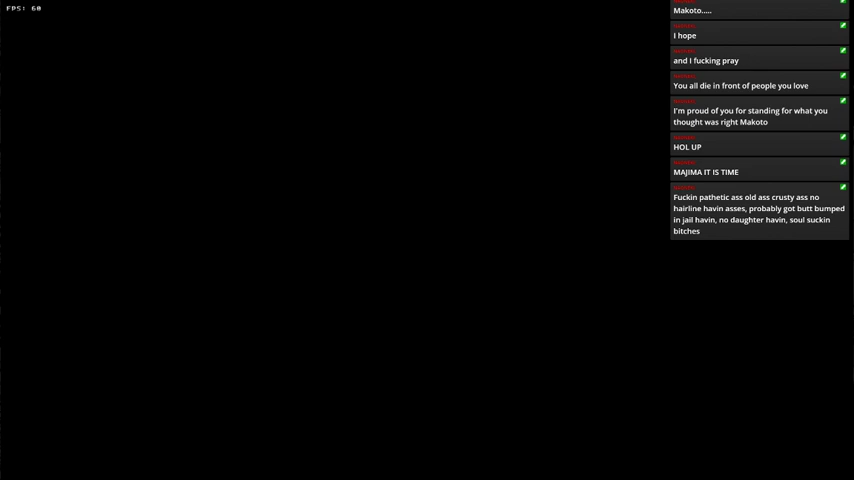 FPS: 60
Makoto.....
I hope
and I fucking pray
You all die in front of people you love
I'm proud of you for standing for what you
thought was right Makoto
HOL UP
MAJIMA IT IS TIME
Fuckin pathetic ass old ass crusty ass no
hairline havin asses, probably got butt bumped
in jail havin, no daughter havin, soul suckin
bitches